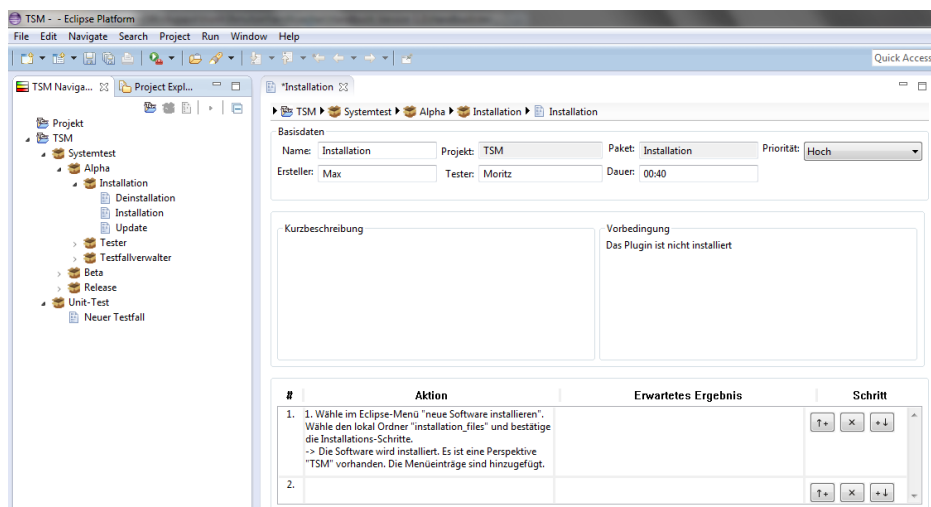 TSM - - Eclipse Platform
File Edit Navigate Search Project Run Window Help
Quick Access
TSM Naviga... Project Expl...
*Installation
Projekt
TSM
Systemtest
Alpha
Installation
Deinstallation
Installation
Update
Tester
Testfallverwalter
Beta
Release
Unit-Test
Neuer Testfall
TSM Systemtest Alpha Installation Installation
Basisdaten
Name: Installation Projekt: TSM Paket: Installation Priorität: Hoch
Ersteller: Max Tester: Moritz Dauer: 00:40
Kurzbeschreibung
Vorbedingung
Das Plugin ist nicht installiert
# Aktion Erwartetes Ergebnis Schritt
1. 1. Wähle im Eclipse-Menü "neue Software installieren".
Wähle den lokal Ordner "installation_files" und bestätige
die Installations-Schritte.
-> Die Software wird installiert. Es ist eine Perspektive
"TSM" vorhanden. Die Menüeinträge sind hinzugefügt.
↑+ × +↓
2.
↑+ × +↓